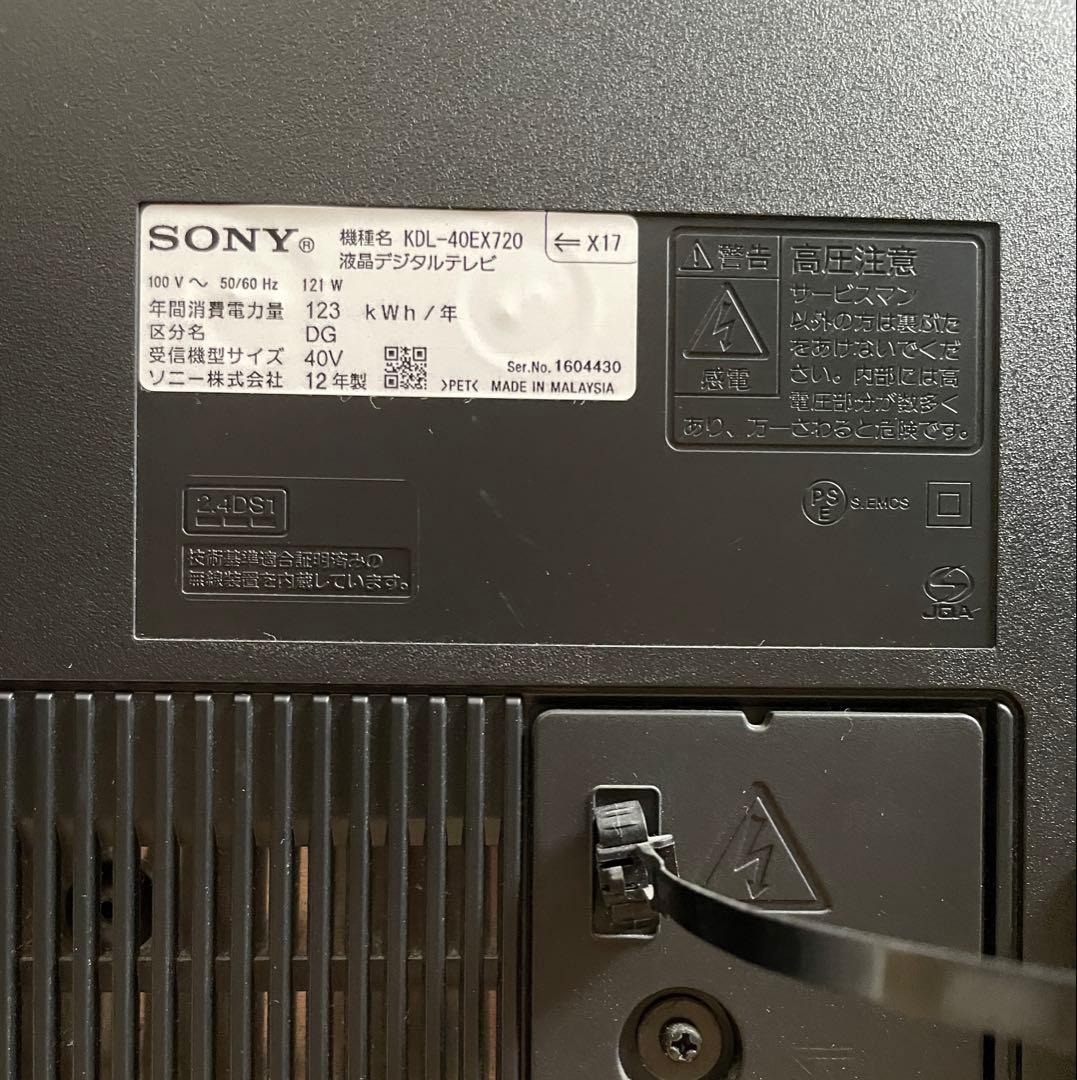 SONY®
機種名 KDL-40EX720
⇐ X17
液晶デジタルテレビ
100 V ～ 50/60 Hz 121 W
年間消費電力量 123 kWh/年
区分名 DG
受信機型サイズ 40V
ソニー株式会社 12年製
>PET< MADE IN MALAYSIA
Ser.No. 1604430
⚠警告
感電
高圧注意
サービスマン
以外の方は裏ぶた
をあけないでくだ
さい。内部には高
電圧部分が数多く
あり、万一さわると危険です。
2.4DS1
技術基準適合証明済みの
無線装置を内蔵しています。
PS
E
S.EMCS
JQA